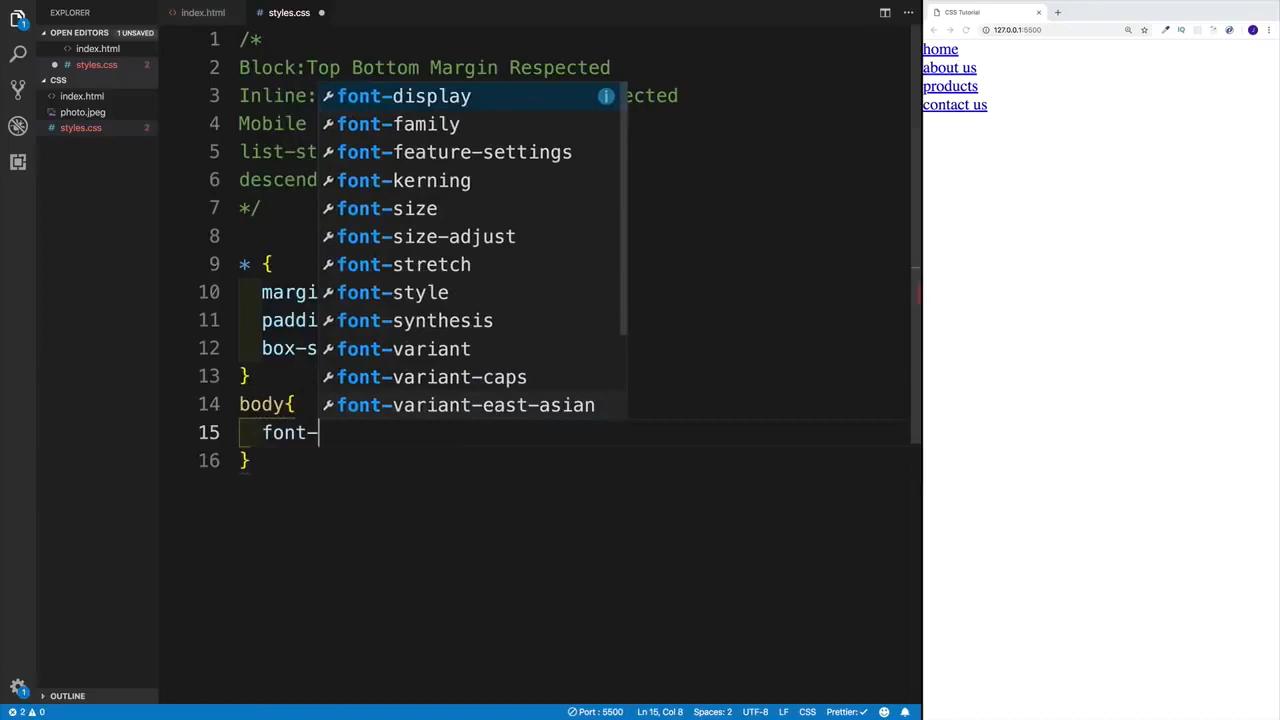 EXPLORER
OPEN EDITORS 1 UNSAVED
index.html
styles.css 2
CSS
index.html
photo.jpeg
styles.css 2
OUTLINE
index.html
styles.css
1 /*
2 Block:Top Bottom Margin Respected
3 Inline: ected
4 Mobile
5 list-st
6 descend
7 */
8
9 * {
10 margi
11 paddi
12 box-s
13 }
14 body{
15 font-
16 }
font-display
font-family
font-feature-settings
font-kerning
font-size
font-size-adjust
font-stretch
font-style
font-synthesis
font-variant
font-variant-caps
font-variant-east-asian
1
1
2 0
Port : 5500 Ln 15, Col 8 Spaces: 2 UTF-8 LF CSS Prettier: ✓
CSS Tutorial
127.0.0.1:5500
IQ
J
home
about us
products
contact us